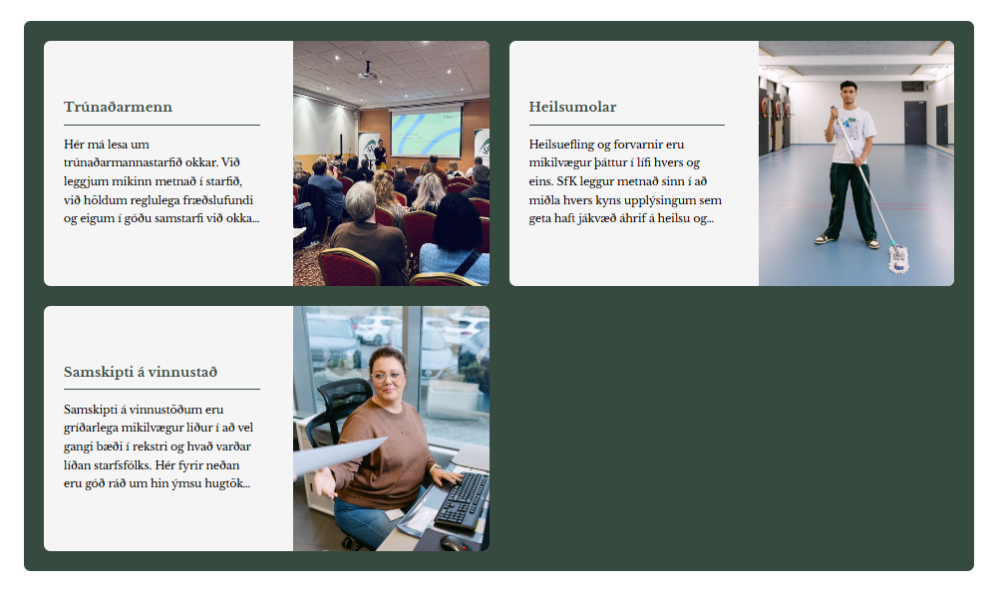 Trúnaðarmenn
Hér má lesa um
trúnaðarmannastarfið okkar. Við
leggjum mikinn metnað í starfið,
við höldum reglulega fræðslufundi
og eigum í góðu samstarfi við okka...
Heilsumolar
Heilsuefling og forvarnir eru
mikilvægur þáttur í lífi hvers og
eins. SfK leggur metnað sinn í að
miðla hvers kyns upplýsingum sem
geta haft jákvæð áhrif á heilsu og...
Samskipti á vinnustað
Samskipti á vinnustöðum eru
gríðarlega mikilvægur liður í að vel
gangi bæði í rekstri og hvað varðar
líðan starfsfólks. Hér fyrir neðan
eru góð ráð um hin ýmsu hugtök...